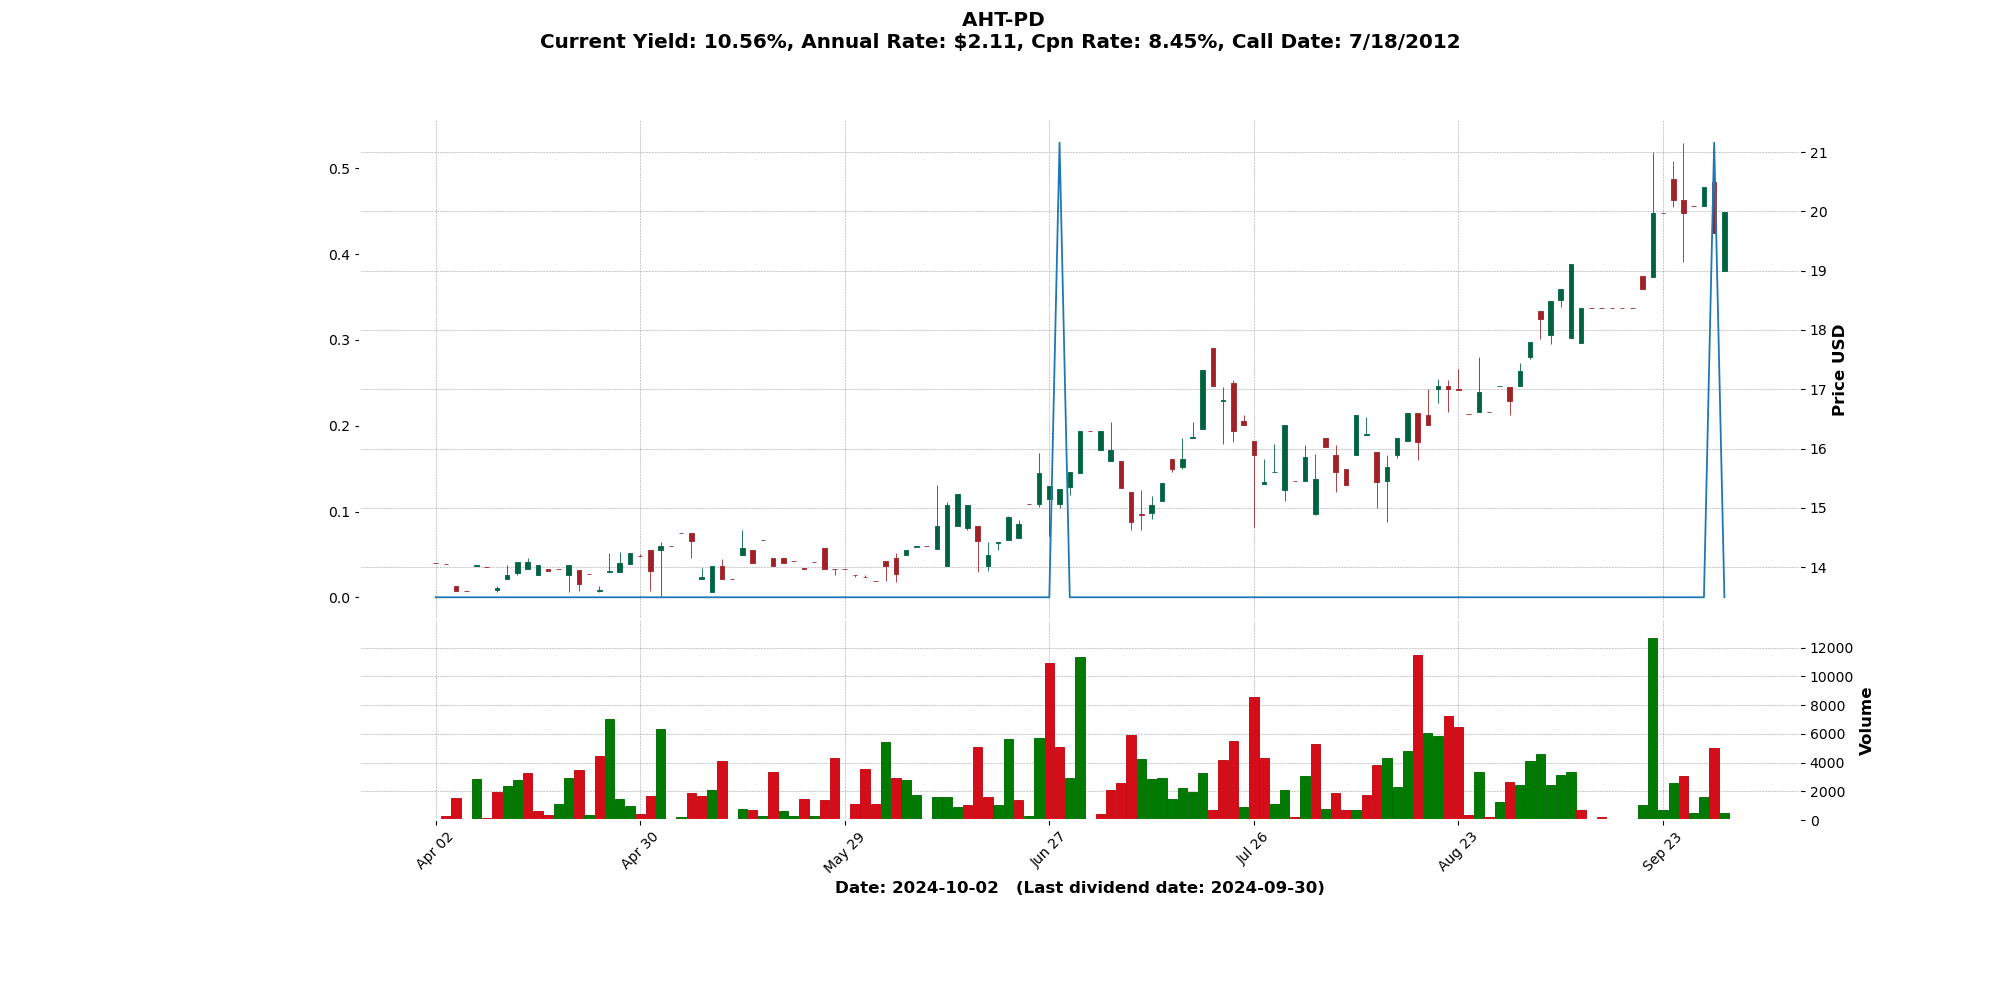 AHT-PD
Current Yield: 10.56%, Annual Rate: $2.11, Cpn Rate: 8.45%, Call Date: 7/18/2012
0.5
0.4
0.3
0.2
0.1
0.0
21
20
19
18
17
16
15
14
Price USD
12000
10000
8000
6000
4000
2000
0
Volume
Apr 02
Apr 30
May 29
Jun 27
Jul 26
Aug 23
Sep 23
Date: 2024-10-02 (Last dividend date: 2024-09-30)